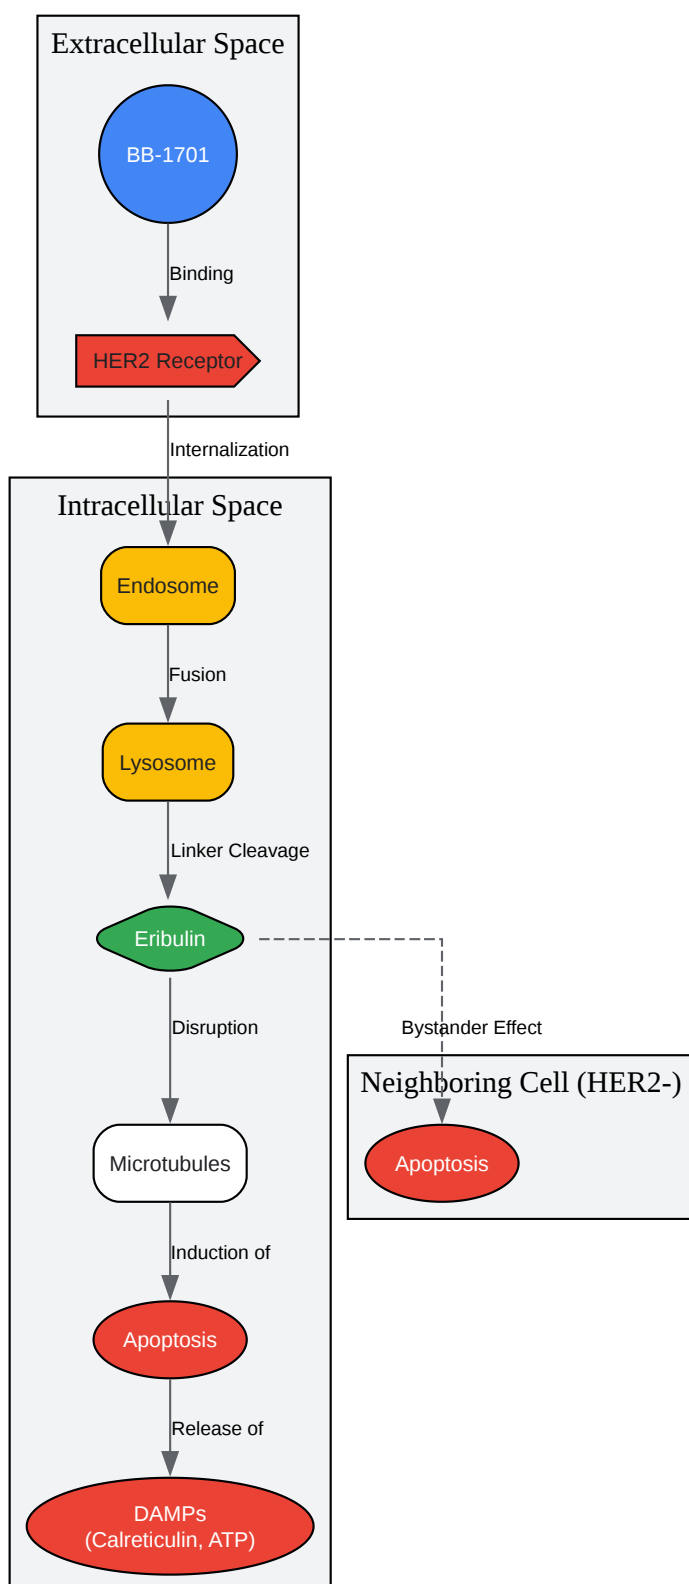 Extracellular Space
BB-1701
Binding
HER2 Receptor
Internalization
Intracellular Space
Endosome
Fusion
Lysosome
Linker Cleavage
Eribulin
Disruption
Bystander Effect
Neighboring Cell (HER2-)
Microtubules
Apoptosis
Induction of
Apoptosis
Release of
DAMPs
(Calreticulin, ATP)